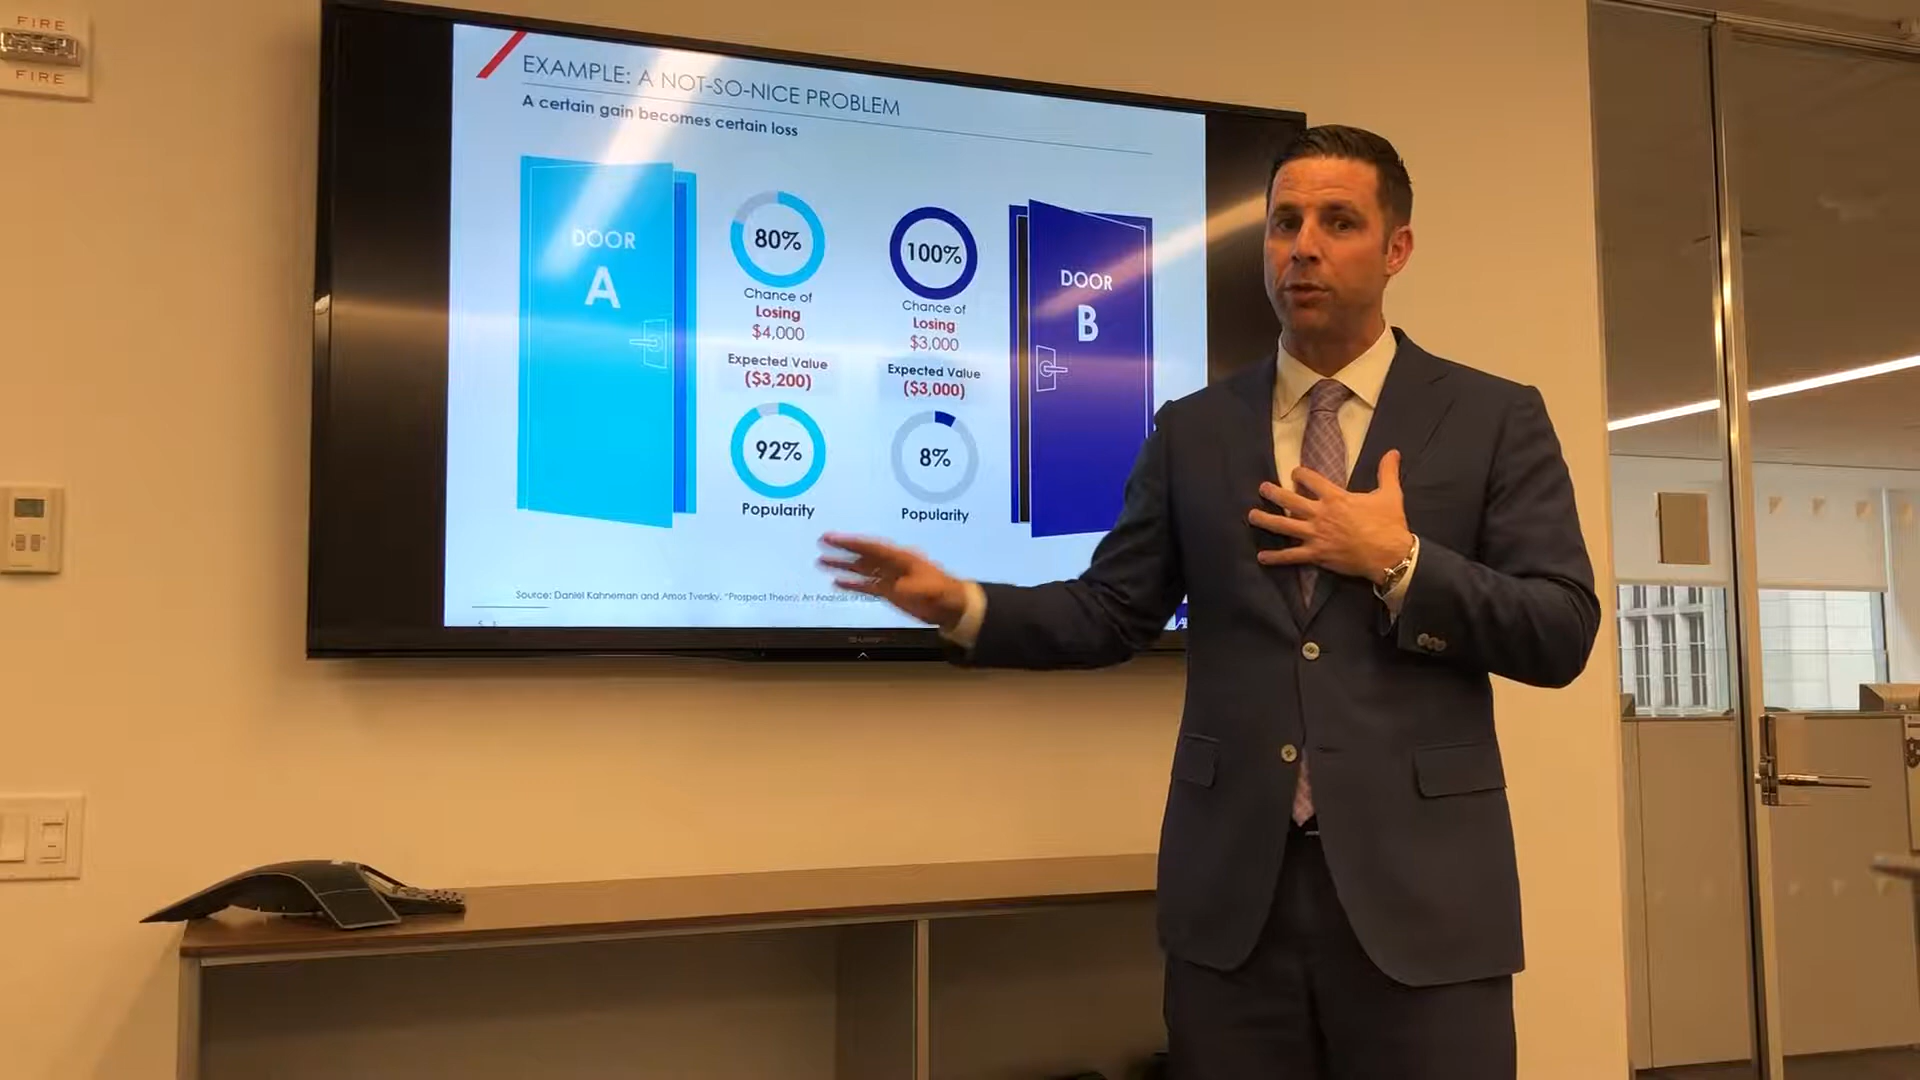 FIRE
FIRE
EXAMPLE: A NOT-SO-NICE PROBLEM
A certain gain becomes certain loss
DOOR
A
80%
Chance of
Losing
$4,000
Expected Value
($3,200)
92%
Popularity
100%
Chance of
Losing
$3,000
Expected Value
($3,000)
8%
Popularity
DOOR
B
Source: Daniel Kahneman and Amos Tversky, "Prospect Theory: An Analysis of